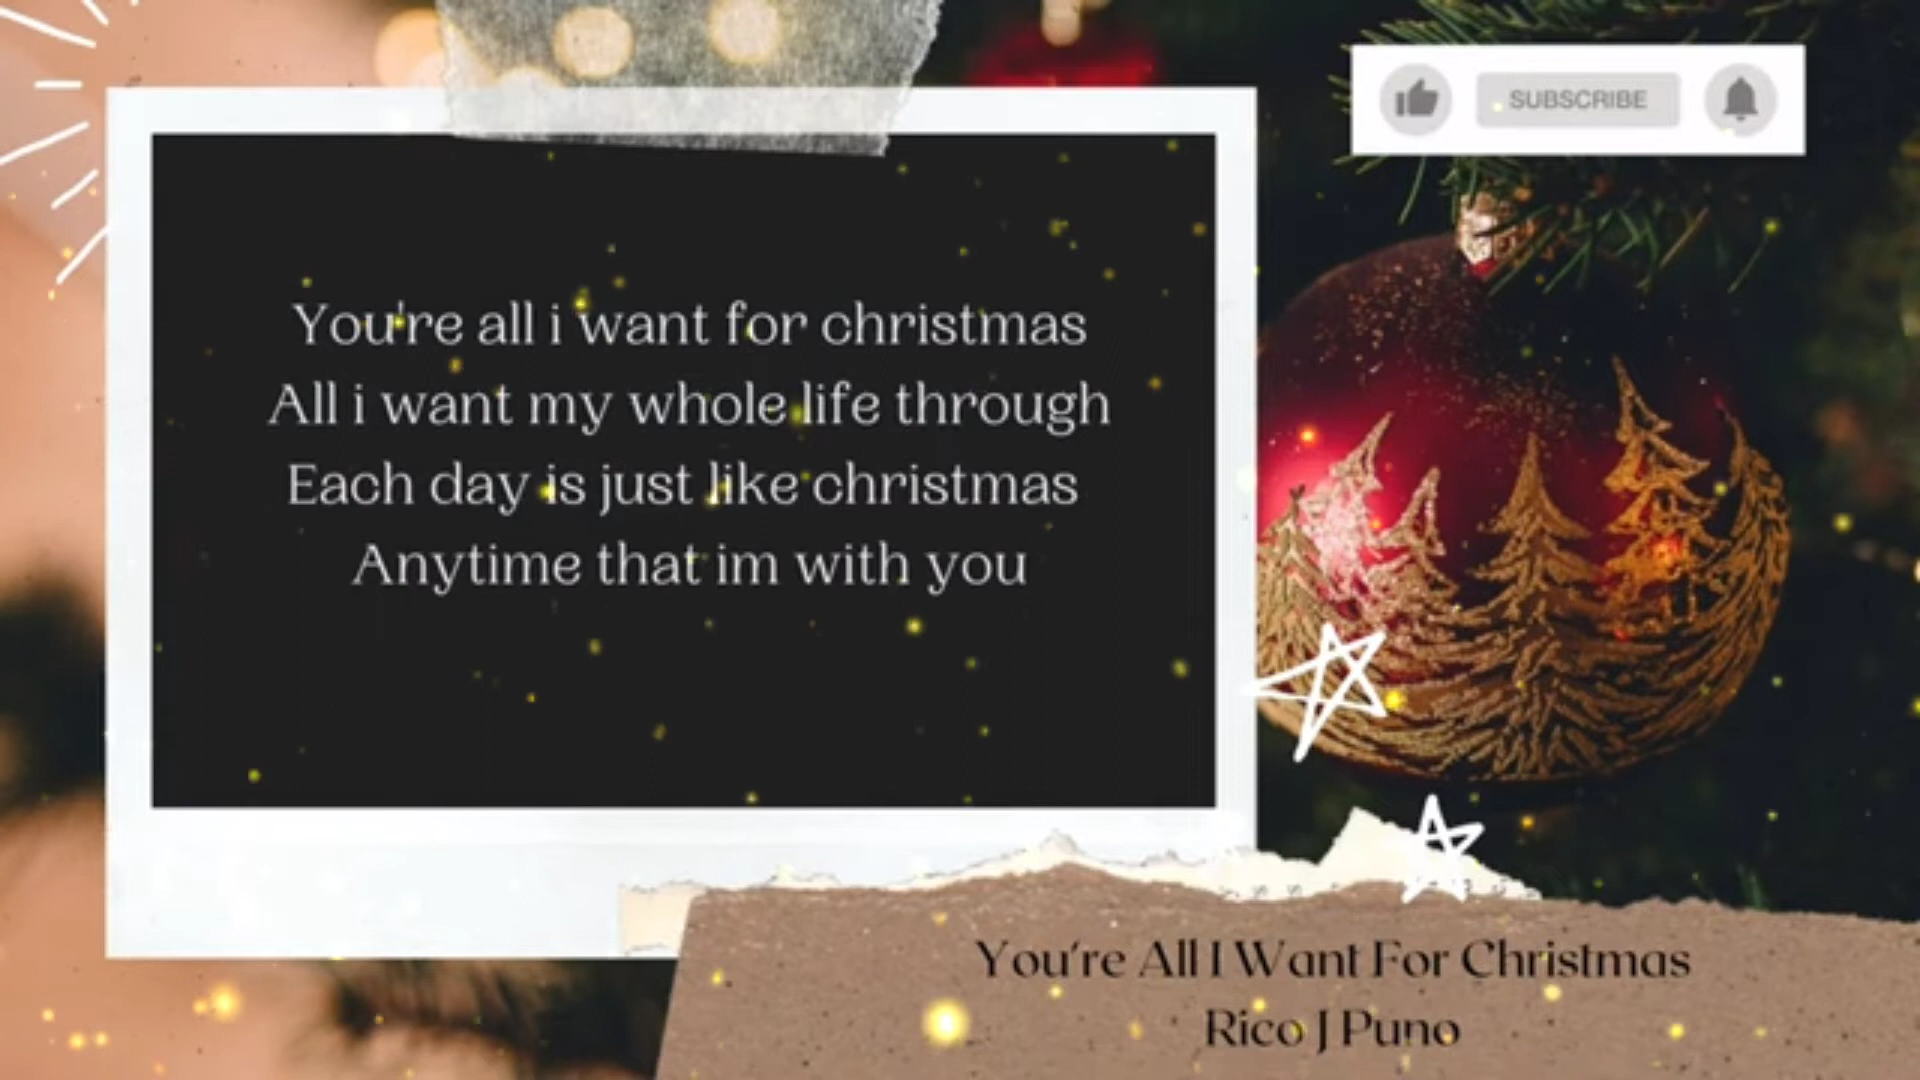 SUBSCRIBE
You're all i want for christmas
All i want my whole life through
Each day is just like christmas
Anytime that im with you
You're All I Want For Christmas
Rico J Puno